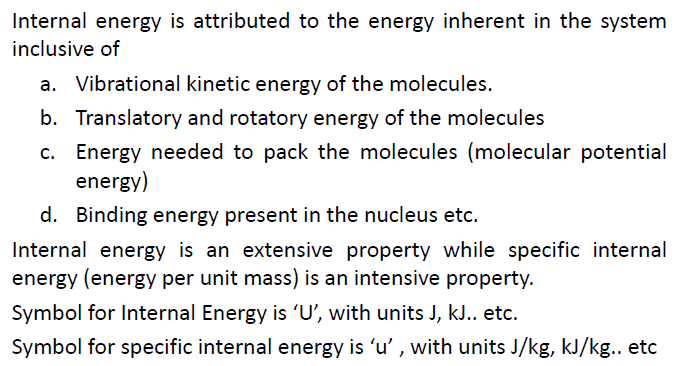 Internal energy is attributed to the energy inherent in the system
inclusive of
a. Vibrational kinetic energy of the molecules.
b. Translatory and rotatory energy of the molecules
c. Energy needed to pack the molecules (molecular potential
energy)
d. Binding energy present in the nucleus etc.
Internal energy is an extensive property while specific internal
energy (energy per unit mass) is an intensive property.
Symbol for Internal Energy is ‘U’, with units J, kJ.. etc.
Symbol for specific internal energy is ‘u’ , with units J/kg, kJ/kg.. etc